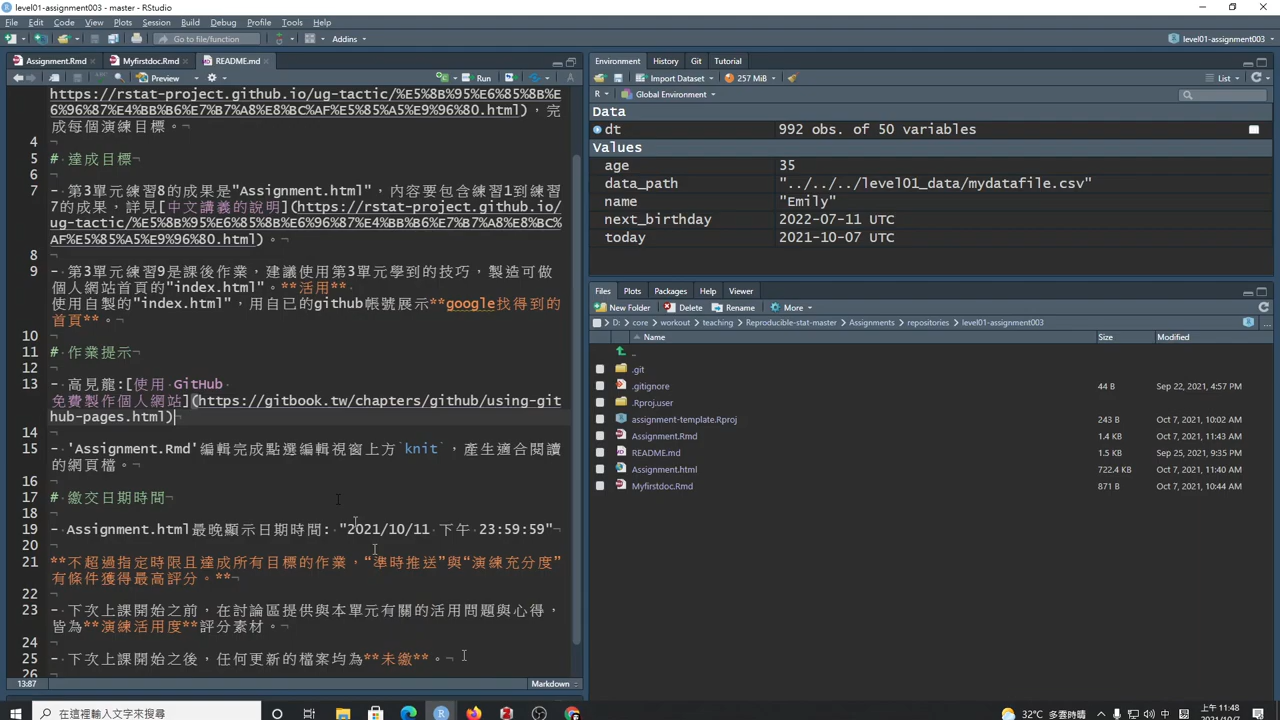 level01-assignment003 - master - RStudio
File Edit Code View Plots Session Build Debug Profile Tools Help
Go to file/function
Addins
level01-assignment003
Assignment.Rmd
Myfirstdoc.Rmd
README.md
Preview
Run
https://rstat-project.github.io/ug-tactic/%E5%8B%95%E6%85%8B%E
6%96%87%E4%BB%B6%E7%B7%A8%E8%BC%AF%E5%85%A5%E9%96%80.html)，完
成每個演練目標。
4
5 # 達成目標
6
7 - 第3單元練習8的成果是"Assignment.html"，內容要包含練習1到練習
7的成果，詳見[中文講義的說明](https://rstat-project.github.io/
ug-tactic/%E5%8B%95%E6%85%8B%E6%96%87%E4%BB%B6%E7%B7%A8%E8%BC%
AF%E5%85%A5%E9%96%80.html)。
8
9 - 第3單元練習9是課後作業，建議使用第3單元學到的技巧，製造可做
個人網站首頁的"index.html"。**活用**
使用自製的"index.html"，用自已的github帳號展示**google找得到的
首頁**。
10
11 # 作業提示
12
13 - 高見龍:[使用 GitHub
免費製作個人網站](https://gitbook.tw/chapters/github/using-git
hub-pages.html)
14
15 - 'Assignment.Rmd'編輯完成點選編輯視窗上方`knit`，產生適合閱讀
的網頁檔。
16
17 # 繳交日期時間
18
19 - Assignment.html最晚顯示日期時間: "2021/10/11 下午 23:59:59"
20
21 **不超過指定時限且達成所有目標的作業，“準時推送”與“演練充分度”
有條件獲得最高評分。**
22
23 - 下次上課開始之前，在討論區提供與本單元有關的活用問題與心得，
皆為**演練活用度**評分素材。
24
25 - 下次上課開始之後，任何更新的檔案均為**未繳**。
26
13:87
Markdown
Environment History Git Tutorial
Import Dataset
257 MiB
List
R
Global Environment
Data
dt 992 obs. of 50 variables
Values
age 35
data_path "../../../level01_data/mydatafile.csv"
name "Emily"
next_birthday 2022-07-11 UTC
today 2021-10-07 UTC
Files Plots Packages Help Viewer
New Folder Delete Rename More
D: core workout teaching Reproducible-stat-master Assignments repositories level01-assignment003
Name Size Modified
..
.git
.gitignore 44 B Sep 22, 2021, 4:57 PM
.Rproj.user
assignment-template.Rproj 243 B Oct 7, 2021, 10:02 AM
Assignment.Rmd 1.4 KB Oct 7, 2021, 11:43 AM
README.md 1.5 KB Sep 25, 2021, 9:35 PM
Assignment.html 722.4 KB Oct 7, 2021, 11:40 AM
Myfirstdoc.Rmd 871 B Oct 7, 2021, 10:44 AM
在這裡輸入文字來搜尋
32°C 多雲時晴
中
上午 11:48
2021/10/7